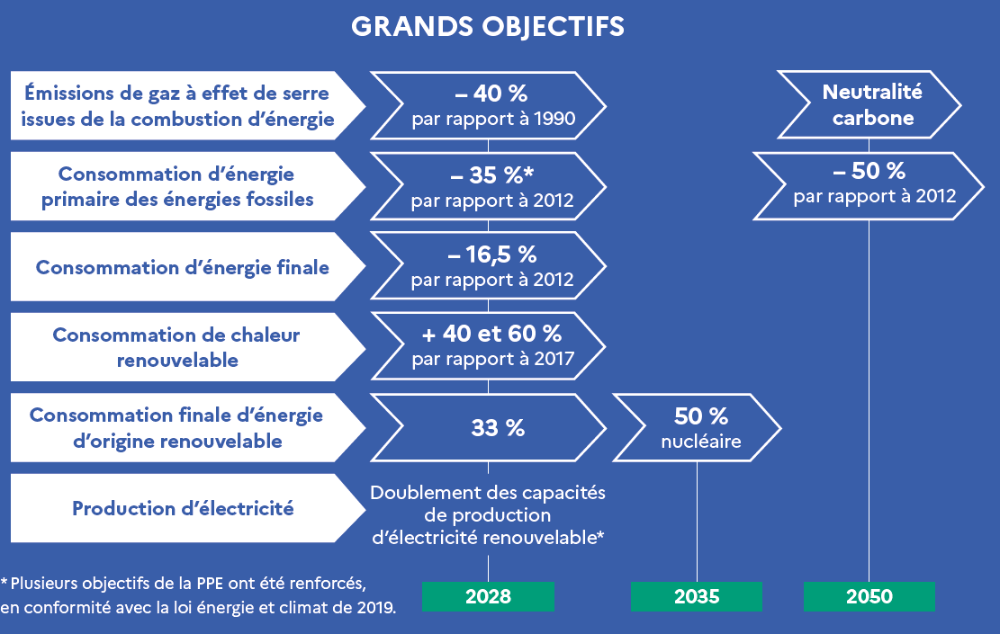 GRANDS OBJECTIFS
Émissions de gaz à effet de serre
issues de la combustion d’énergie
– 40 %
par rapport à 1990
Neutralité
carbone
Consommation d’énergie
primaire des énergies fossiles
– 35 %*
par rapport à 2012
– 50 %
par rapport à 2012
Consommation d’énergie finale
– 16,5 %
par rapport à 2012
Consommation de chaleur
renouvelable
+ 40 et 60 %
par rapport à 2017
Consommation finale d’énergie
d’origine renouvelable
33 %
50 %
nucléaire
Production d’électricité
Doublement des capacités
de production
d’électricité renouvelable*
* Plusieurs objectifs de la PPE ont été renforcés,
en conformité avec la loi énergie et climat de 2019.
2028
2035
2050